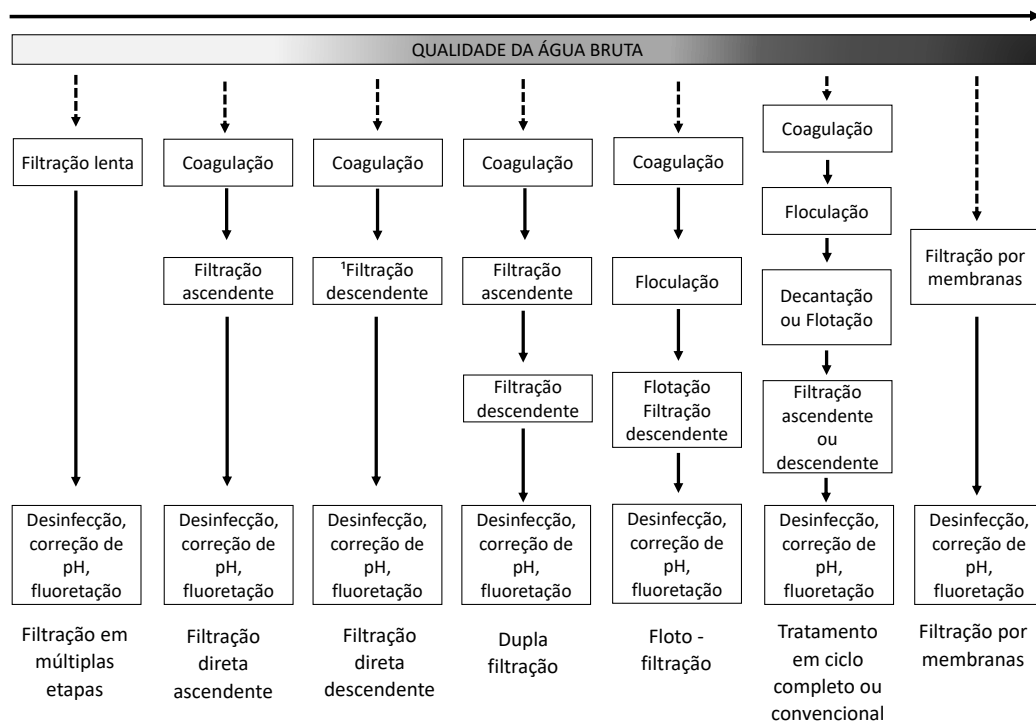 QUALIDADE DA ÁGUA BRUTA
Filtração lenta
Desinfecção,
correção de
pH,
fluoretação
Filtração em
múltiplas
etapas
Coagulação
Filtração
ascendente
Desinfecção,
correção de
pH,
fluoretação
Filtração
direta
ascendente
Coagulação
¹Filtração
descendente
Desinfecção,
correção de
pH,
fluoretação
Filtração
direta
descendente
Coagulação
Filtração
ascendente
Filtração
descendente
Desinfecção,
correção de
pH,
fluoretação
Dupla
filtração
Coagulação
Floculação
Flotação
Filtração
descendente
Desinfecção,
correção de
pH,
fluoretação
Floto -
filtração
Coagulação
Floculação
Decantação
ou Flotação
Filtração
ascendente
ou
descendente
Desinfecção,
correção de
pH,
fluoretação
Tratamento
em ciclo
completo ou
convencional
Filtração por
membranas
Desinfecção,
correção de
pH,
fluoretação
Filtração por
membranas